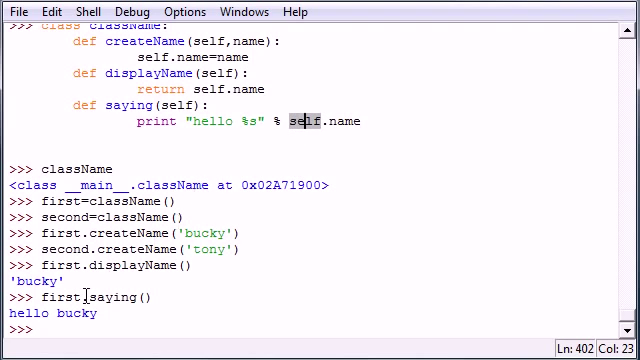 File Edit Shell Debug Options Windows Help
>>> class className:
def createName(self,name):
self.name=name
def displayName(self):
return self.name
def saying(self):
print "hello %s" % self.name
>>> className
<class __main__.className at 0x02A71900>
>>> first=className()
>>> second=className()
>>> first.createName('bucky')
>>> second.createName('tony')
>>> first.displayName()
'bucky'
>>> first.saying()
hello bucky
>>>
Ln: 402 Col: 23